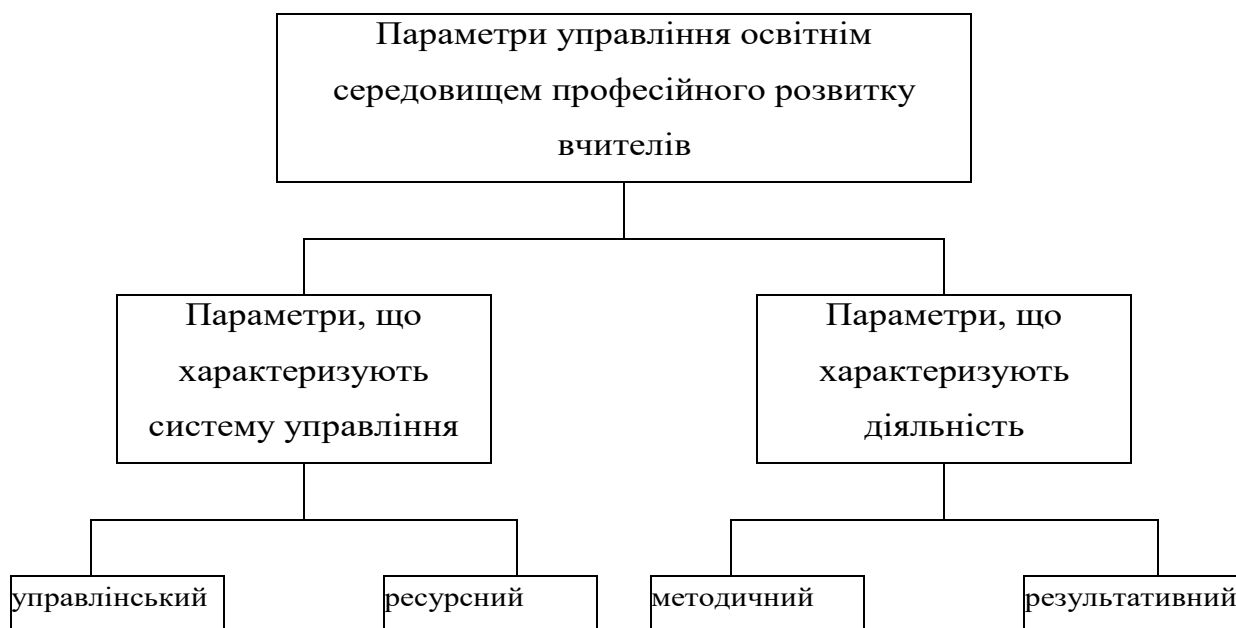 Параметри управління освітнім
середовищем професійного розвитку
вчителів
Параметри, що
характеризують
систему управління
Параметри, що
характеризують
діяльність
управлінський
ресурсний
методичний
результативний